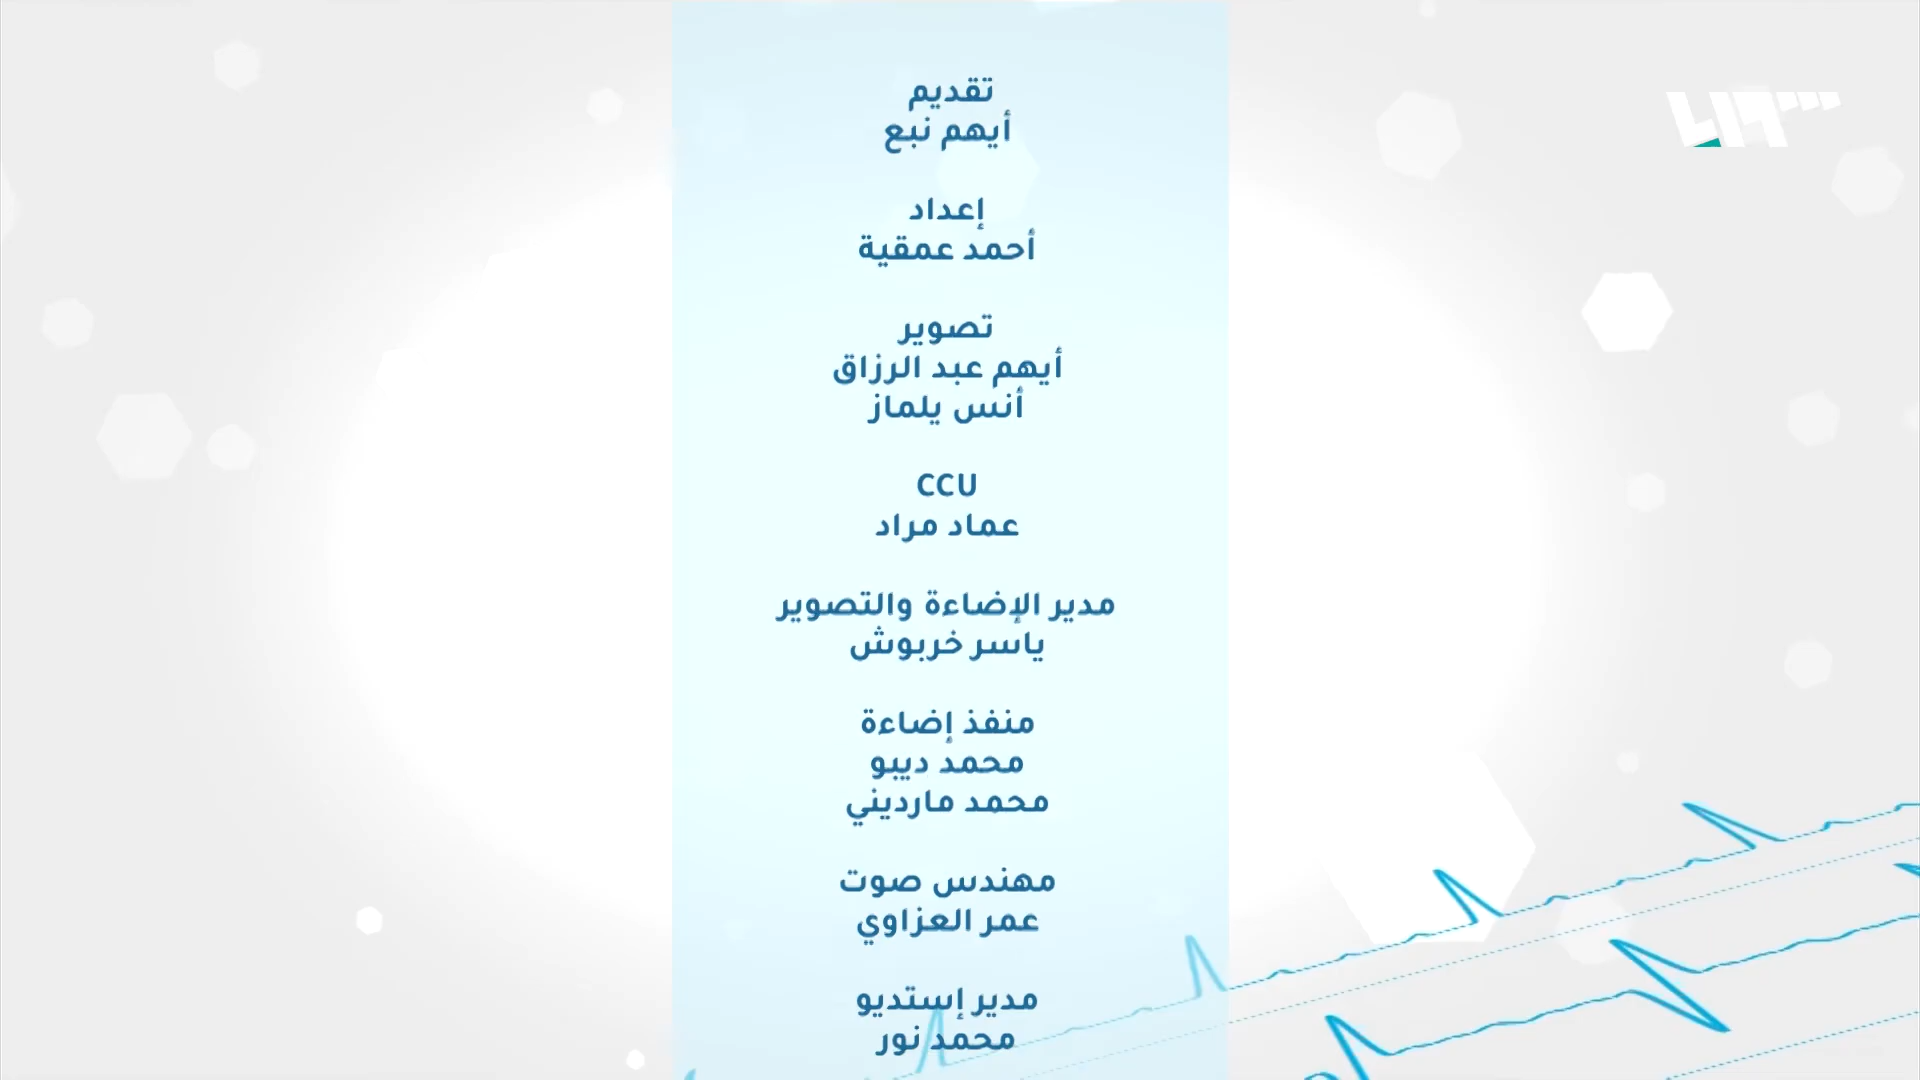 تقديم
أيهم نبع
إعداد
أحمد عمقية
تصوير
أيهم عبد الرزاق
أنس يلماز
CCU
عماد مراد
مدير الإضاءة والتصوير
ياسر خربوش
منفذ إضاءة
محمد ديبو
محمد مارديني
مهندس صوت
عمر العزاوي
مدير إستديو
محمد نور